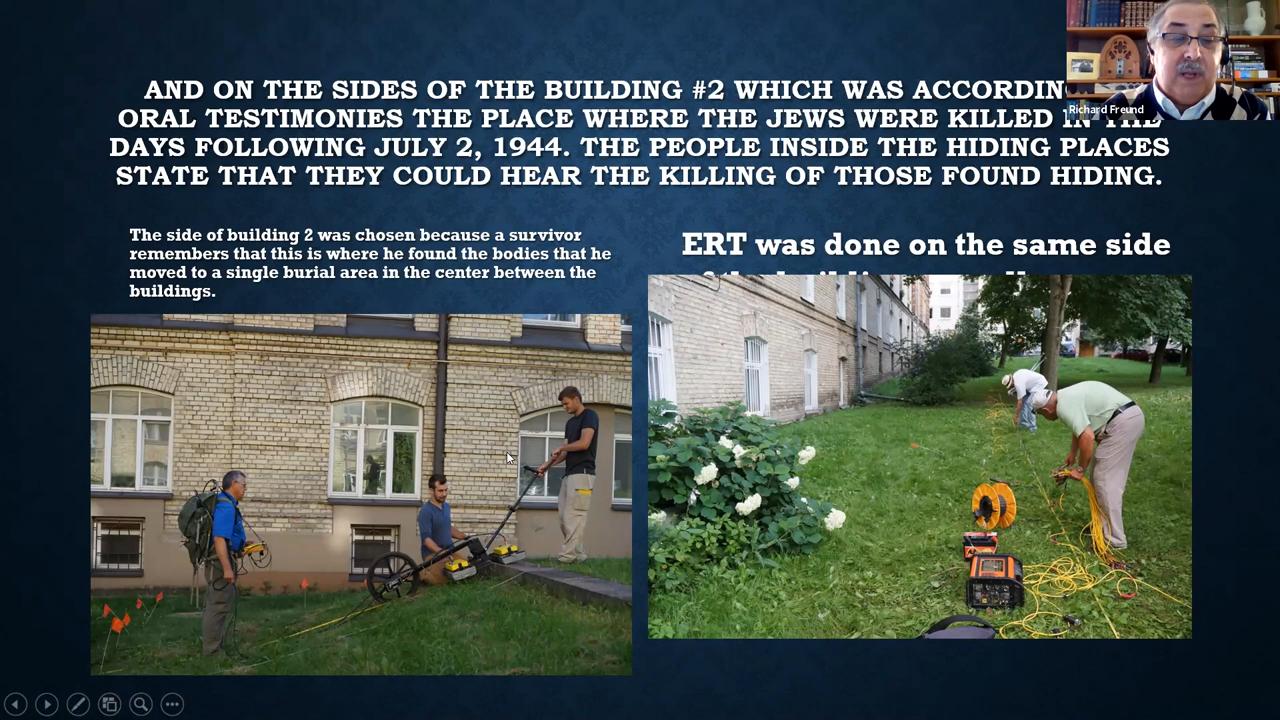 AND ON THE SIDES OF THE BUILDING #2 WHICH WAS ACCORDIN
ORAL TESTIMONIES THE PLACE WHERE THE JEWS WERE KILLED IN THE
DAYS FOLLOWING JULY 2, 1944. THE PEOPLE INSIDE THE HIDING PLACES
STATE THAT THEY COULD HEAR THE KILLING OF THOSE FOUND HIDING.
Richard Freund
The side of building 2 was chosen because a survivor
remembers that this is where he found the bodies that he
moved to a single burial area in the center between the
buildings.
ERT was done on the same side